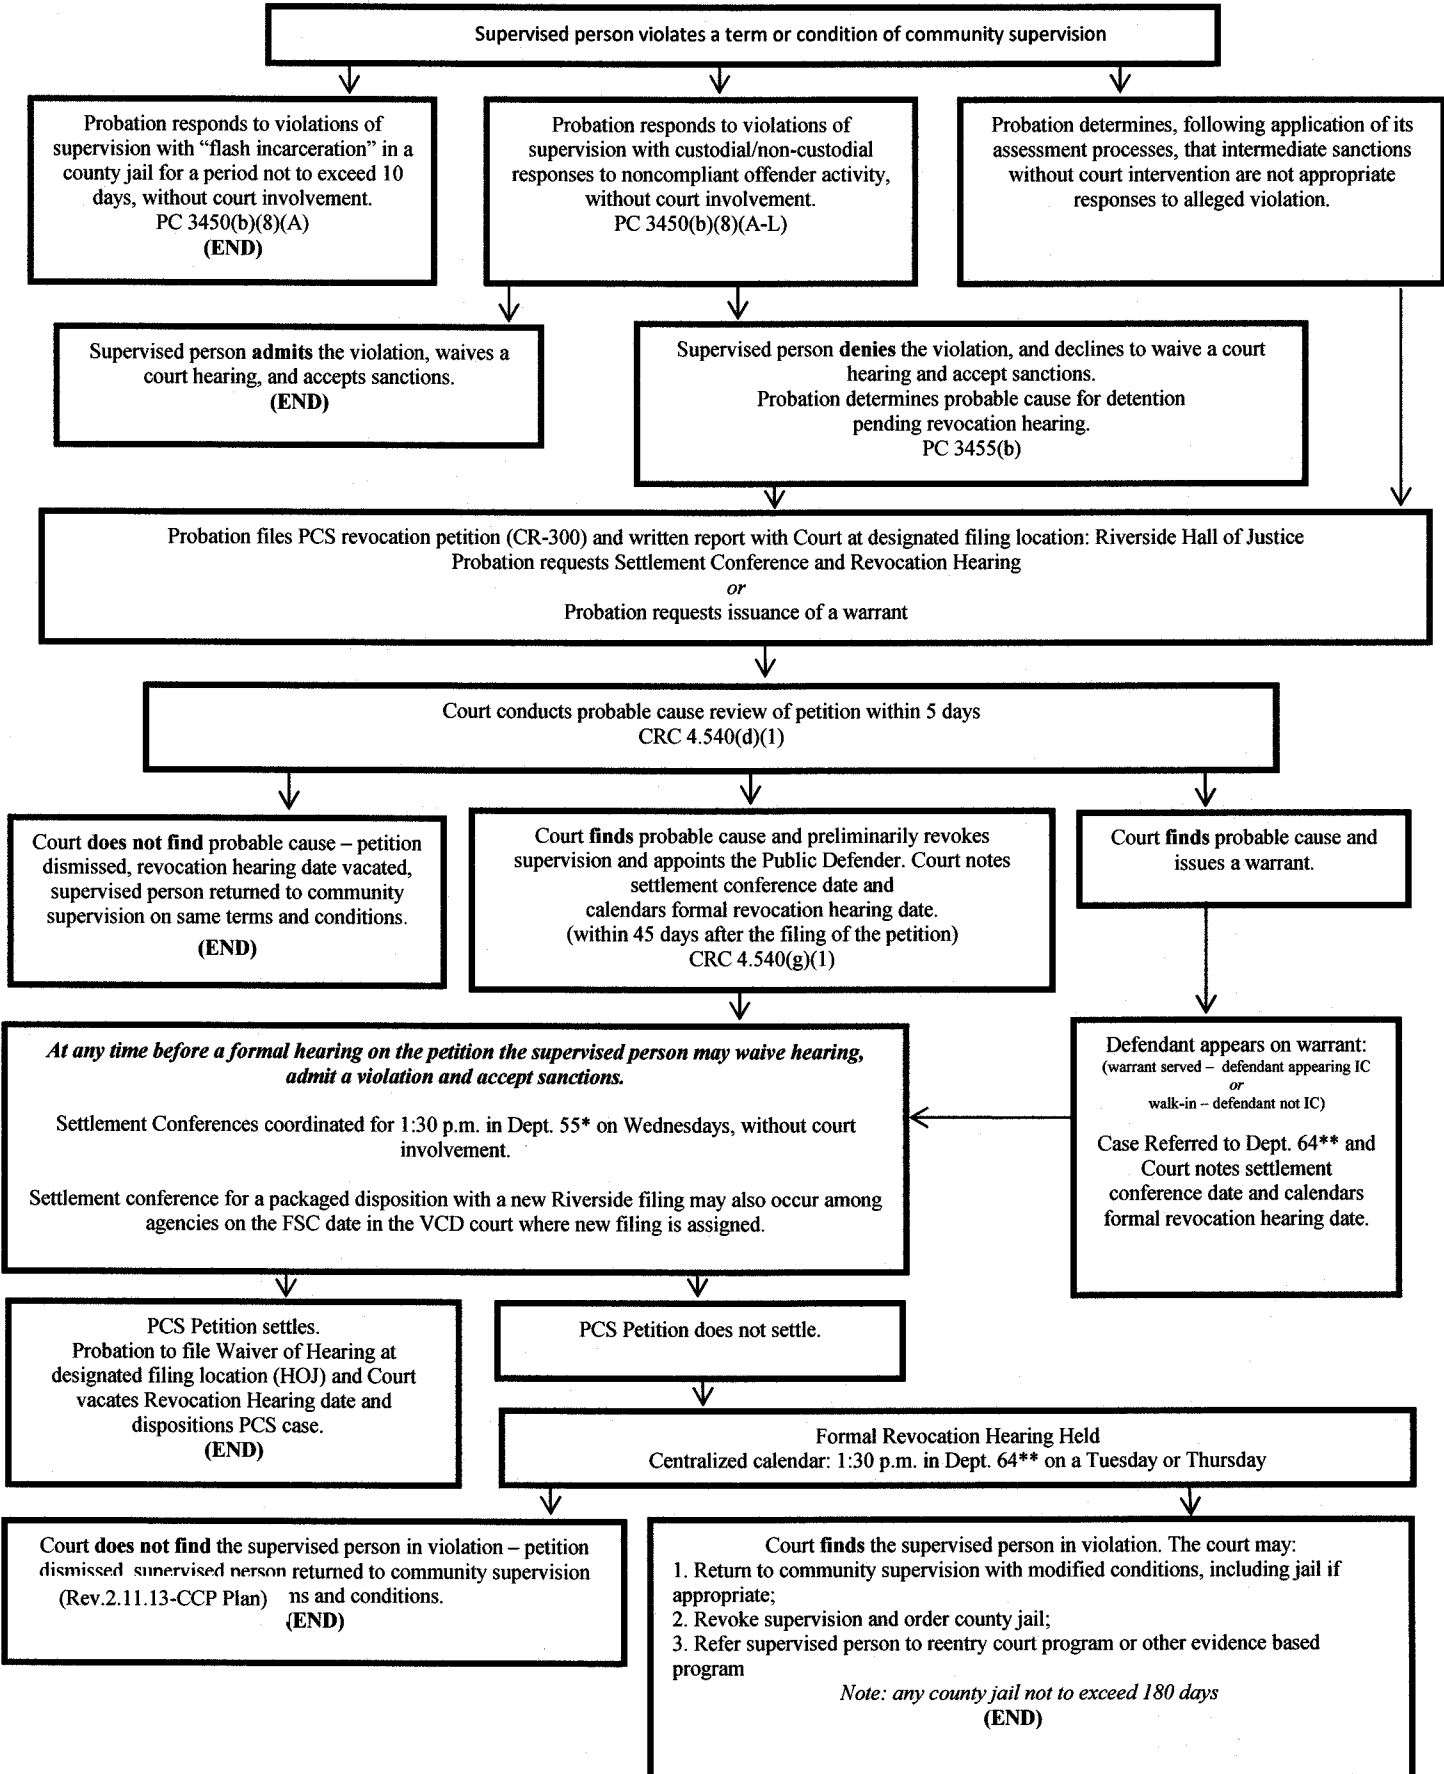 Supervised person violates a term or condition of community supervision
Probation responds to violations of
supervision with “flash incarceration” in a
county jail for a period not to exceed 10
days, without court involvement.
PC 3450(b)(8)(A)
(END)
Probation responds to violations of
supervision with custodial/non-custodial
responses to noncompliant offender activity,
without court involvement.
PC 3450(b)(8)(A-L)
Probation determines, following application of its
assessment processes, that intermediate sanctions
without court intervention are not appropriate
responses to alleged violation.
Supervised person admits the violation, waives a
court hearing, and accepts sanctions.
(END)
Supervised person denies the violation, and declines to waive a court
hearing and accept sanctions.
Probation determines probable cause for detention
pending revocation hearing.
PC 3455(b)
Probation files PCS revocation petition (CR-300) and written report with Court at designated filing location: Riverside Hall of Justice
Probation requests Settlement Conference and Revocation Hearing
or
Probation requests issuance of a warrant
Court conducts probable cause review of petition within 5 days
CRC 4.540(d)(1)
Court does not find probable cause – petition
dismissed, revocation hearing date vacated,
supervised person returned to community
supervision on same terms and conditions.
(END)
Court finds probable cause and preliminarily revokes
supervision and appoints the Public Defender. Court notes
settlement conference date and
calendars formal revocation hearing date.
(within 45 days after the filing of the petition)
CRC 4.540(g)(1)
Court finds probable cause and
issues a warrant.
At any time before a formal hearing on the petition the supervised person may waive hearing,
admit a violation and accept sanctions.
Settlement Conferences coordinated for 1:30 p.m. in Dept. 55* on Wednesdays, without court
involvement.
Settlement conference for a packaged disposition with a new Riverside filing may also occur among
agencies on the FSC date in the VCD court where new filing is assigned.
Defendant appears on warrant:
(warrant served – defendant appearing IC
or
walk-in – defendant not IC)
Case Referred to Dept. 64** and
Court notes settlement
conference date and calendars
formal revocation hearing date.
PCS Petition settles.
Probation to file Waiver of Hearing at
designated filing location (HOJ) and Court
vacates Revocation Hearing date and
dispositions PCS case.
(END)
PCS Petition does not settle.
Formal Revocation Hearing Held
Centralized calendar: 1:30 p.m. in Dept. 64** on a Tuesday or Thursday
Court does not find the supervised person in violation – petition
dismissed supervised person returned to community supervision
(Rev.2.11.13-CCP Plan) ns and conditions.
(END)
Court finds the supervised person in violation. The court may:
1. Return to community supervision with modified conditions, including jail if
appropriate;
2. Revoke supervision and order county jail;
3. Refer supervised person to reentry court program or other evidence based
program
Note: any county jail not to exceed 180 days
(END)